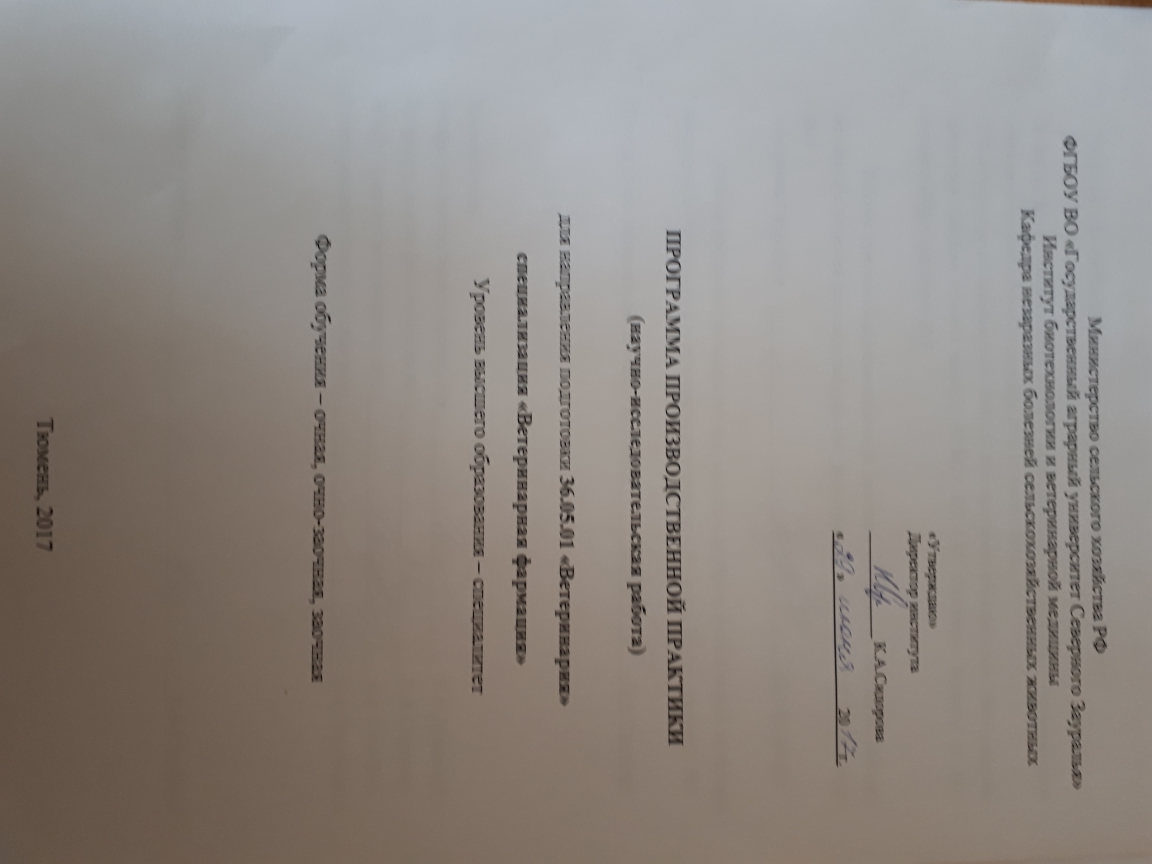 Министерство сельского хозяйства РФ
ФГБОУ ВО «Государственный аграрный университет Северного Зауралья»
Институт биотехнологии и ветеринарной медицины
Кафедра незаразных болезней сельскохозяйственных животных
«Утверждаю»
Директор института
К.А.Сидорова
« » июня 2017г.
ПРОГРАММА ПРОИЗВОДСТВЕННОЙ ПРАКТИКИ
(научно-исследовательская работа)
для направления подготовки 36.05.01 «Ветеринария»
специализация «Ветеринарная фармация»
Уровень высшего образования – специалитет
Форма обучения – очная, очно-заочная, заочная
Тюмень, 2017